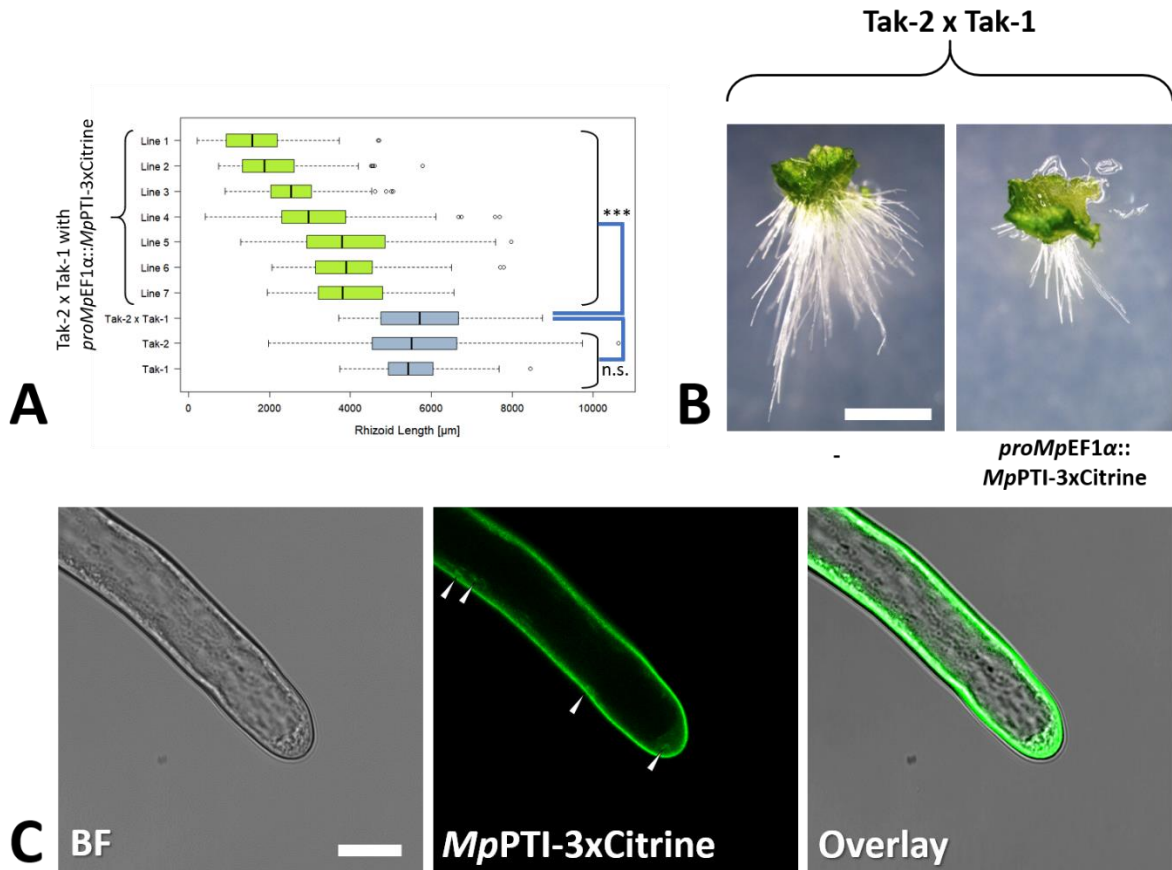 Tak-2 x Tak-1
Tak-2 x Tak-1 with
proMpEF1α::MpPTI-3xCitrine
Line 1
Line 2
Line 3
Line 4
Line 5
Line 6
Line 7
Tak-2 x Tak-1
Tak-2
Tak-1
***
n.s.
0 2000 4000 6000 8000 10000
Rhizoid Length [µm]
A
B
-
proMpEF1α::
MpPTI-3xCitrine
C
BF
MpPTI-3xCitrine
Overlay